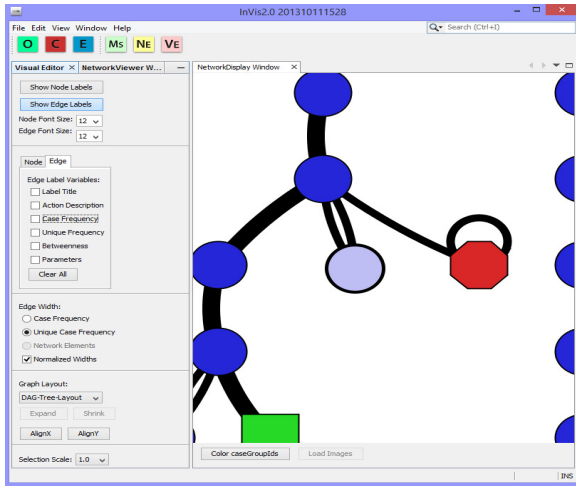 InVis2.0 201310111528
File Edit View Window Help
Search (Ctrl+I)
O C E Ms NE VE
Visual Editor NetworkViewer W...
NetworkDisplay Window
Show Node Labels
Show Edge Labels
Node Font Size: 12
Edge Font Size: 12
Node Edge
Edge Label Variables:
Label Title
Action Description
Case Frequency
Unique Frequency
Betweenness
Parameters
Clear All
Edge Width:
Case Frequency
Unique Case Frequency
Network Elements
Normalized Widths
Graph Layout:
DAG-Tree-Layout
Expand Shrink
AlignX AlignY
Selection Scale: 1.0
Color caseGroupIds Load Images
INS